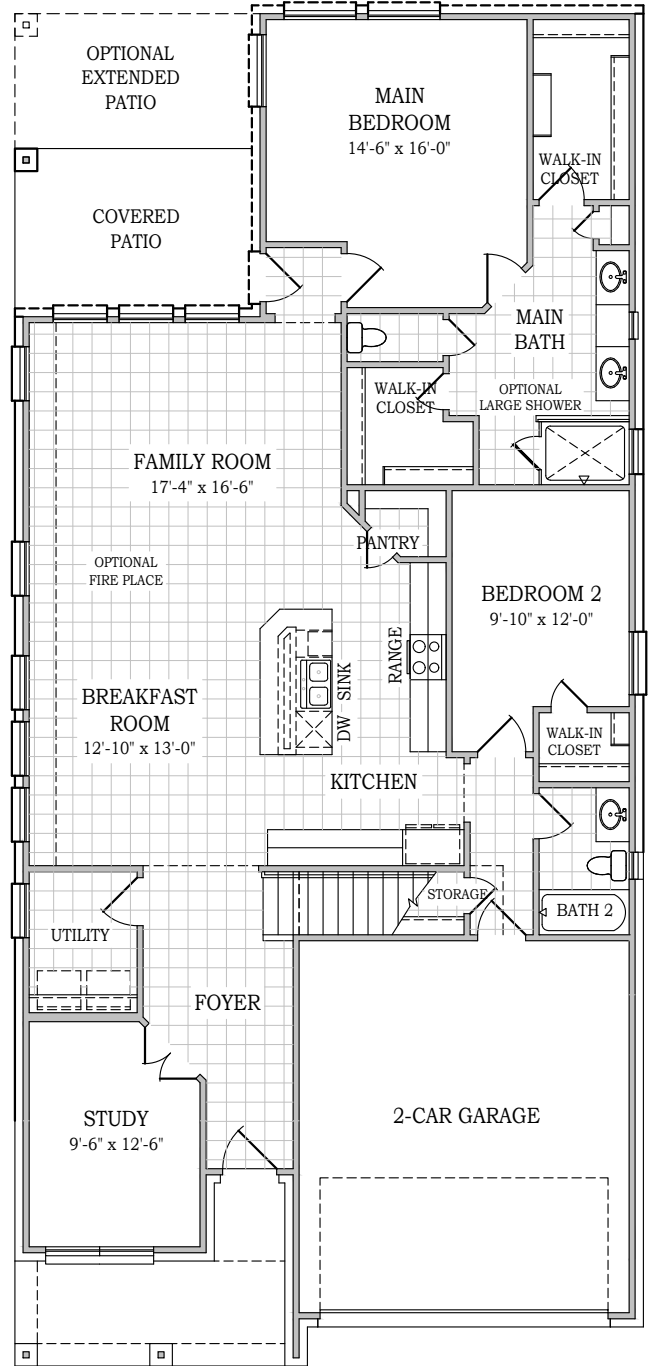 OPTIONAL
EXTENDED
PATIO
MAIN
BEDROOM
14'-6" x 16'-0"
WALK-IN
CLOSET
COVERED
PATIO
MAIN
BATH
WALK-IN
CLOSET
OPTIONAL
LARGE SHOWER
FAMILY ROOM
17'-4" x 16'-6"
PANTRY
OPTIONAL
FIRE PLACE
BEDROOM 2
9'-10" x 12'-0"
RANGE
SINK
DW
BREAKFAST
ROOM
12'-10" x 13'-0"
WALK-IN
CLOSET
KITCHEN
STORAGE
BATH 2
UTILITY
FOYER
STUDY
9'-6" x 12'-6"
2-CAR GARAGE